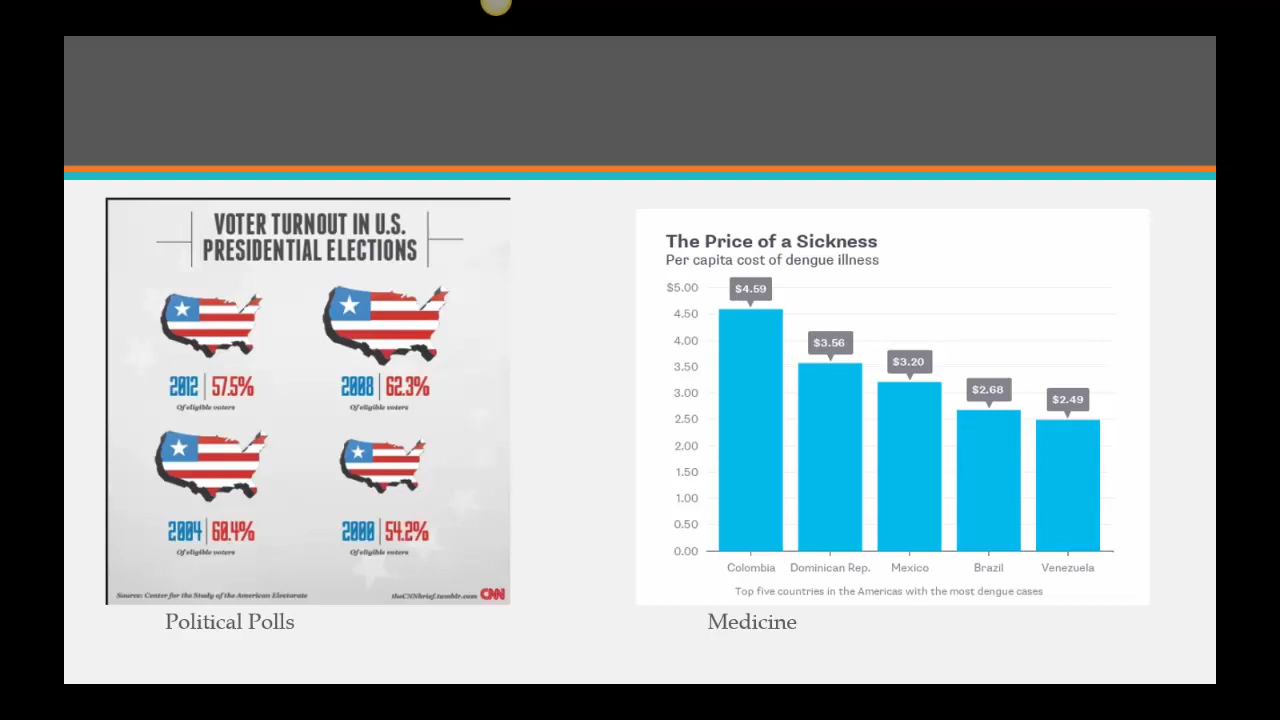 VOTER TURNOUT IN U.S.
PRESIDENTIAL ELECTIONS
2012 57.5%
Of eligible voters
2008 62.3%
Of eligible voters
2004 60.4%
Of eligible voters
2000 54.2%
Of eligible voters
Source: Center for the Study of the American Electorate
theCNNbrief.tumblr.com CNN
Political Polls
The Price of a Sickness
Per capita cost of dengue illness
$5.00
4.50
4.00
3.50
3.00
2.50
2.00
1.50
1.00
0.50
0.00
$4.59
$3.56
$3.20
$2.68
$2.49
Colombia Dominican Rep. Mexico Brazil Venezuela
Top five countries in the Americas with the most dengue cases
Medicine